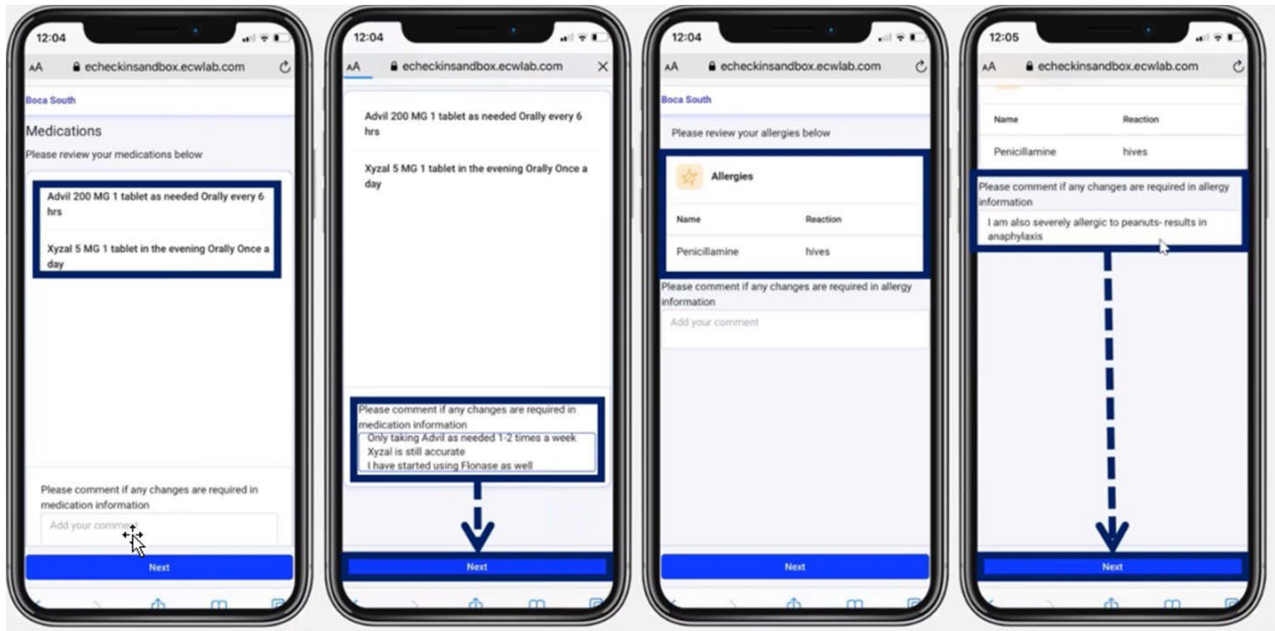 12:04
AA echeckinsandbox.ecwlab.com
Boca South
Medications
Please review your medications below
Advil 200 MG 1 tablet as needed Orally every 6
hrs
Xyzal 5 MG 1 tablet in the evening Orally Once a
day
Please comment if any changes are required in
medication information
Add your comment
Next
12:04
AA echeckinsandbox.ecwlab.com
Advil 200 MG 1 tablet as needed Orally every 6
hrs
Xyzal 5 MG 1 tablet in the evening Orally Once a
day
Please comment if any changes are required in
medication information
Only taking Advil as needed 1-2 times a week
Xyzal is still accurate
I have started using Flonase as well
Next
12:04
AA echeckinsandbox.ecwlab.com
Boca South
Please review your allergies below
Allergies
Name Reaction
Penicillamine hives
Please comment if any changes are required in allergy
information
Add your comment
Next
12:05
AA echeckinsandbox.ecwlab.com
Name Reaction
Penicillamine hives
Please comment if any changes are required in allergy
information
I am also severely allergic to peanuts- results in
anaphylaxis
Next